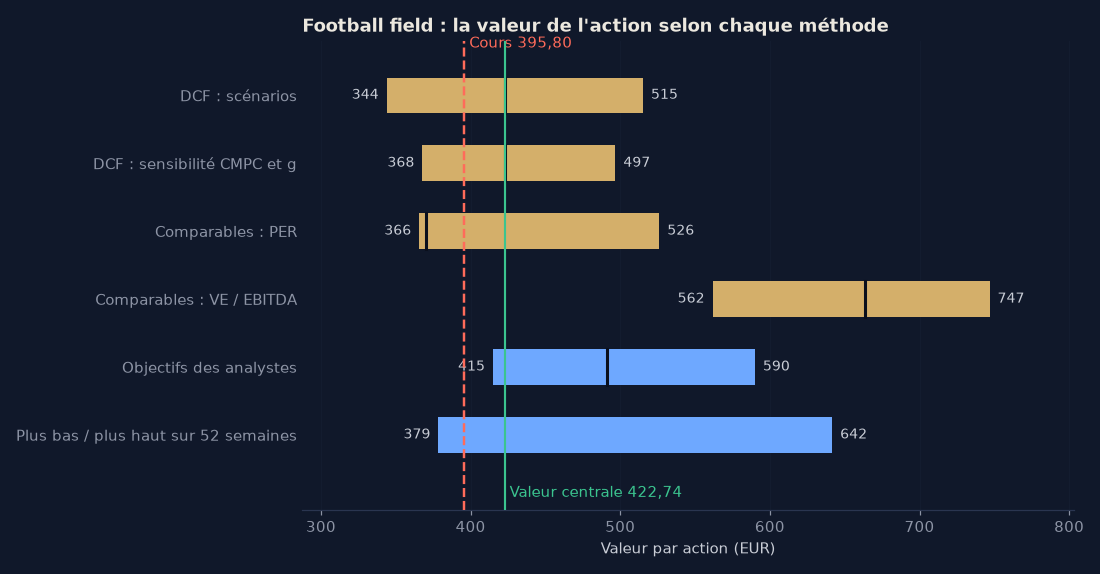 Football field : la valeur de l'action selon chaque méthode
Cours 395,80
DCF : scénarios
344
515
DCF : sensibilité CMPC et g
368
497
Comparables : PER
366
526
Comparables : VE / EBITDA
562
747
Objectifs des analystes
415
590
Plus bas / plus haut sur 52 semaines
379
642
Valeur centrale 422,74
300 400 500 600 700 800
Valeur par action (EUR)